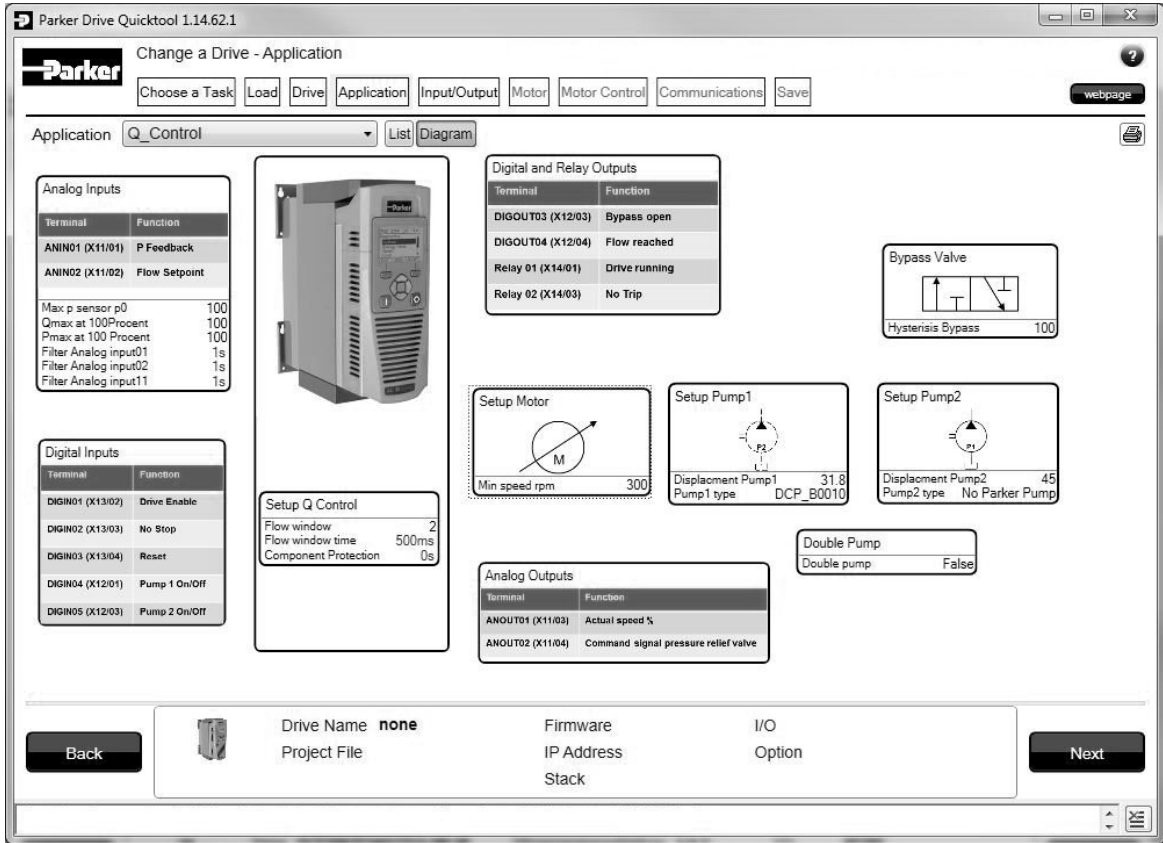 Parker Drive Quicktool 1.14.62.1
Parker
Change a Drive - Application
?
Choose a Task Load Drive Application Input/Output Motor Motor Control Communications Save
webpage
Application Q_Control List Diagram
Analog Inputs
Terminal Function
ANIN01 (X11/01) P Feedback
ANIN02 (X11/02) Flow Setpoint
Max p sensor p0 100
Qmax at 100Procent 100
Pmax at 100 Procent 100
Filter Analog input01 1s
Filter Analog input02 1s
Filter Analog input11 1s
Digital Inputs
Terminal Function
DIGIN01 (X13/02) Drive Enable
DIGIN02 (X13/03) No Stop
DIGIN03 (X13/04) Reset
DIGIN04 (X12/01) Pump 1 On/Off
DIGIN05 (X12/03) Pump 2 On/Off
Parker
Setup Q Control
Flow window 2
Flow window time 500ms
Component Protection 0s
Digital and Relay Outputs
Terminal Function
DIGOUT03 (X12/03) Bypass open
DIGOUT04 (X12/04) Flow reached
Relay 01 (X14/01) Drive running
Relay 02 (X14/03) No Trip
Bypass Valve
Hysterisis Bypass 100
Setup Motor
M
Min speed rpm 300
Setup Pump1
P2
Displacment Pump1 31.8
Pump1 type DCP_B0010
Setup Pump2
P1
Displacment Pump2 45
Pump2 type No Parker Pump
Double Pump
Double pump False
Analog Outputs
Terminal Function
ANOUT01 (X11/03) Actual speed %
ANOUT02 (X11/04) Command signal pressure relief valve
Back
Drive Name none
Project File
Firmware
IP Address
Stack
I/O
Option
Next